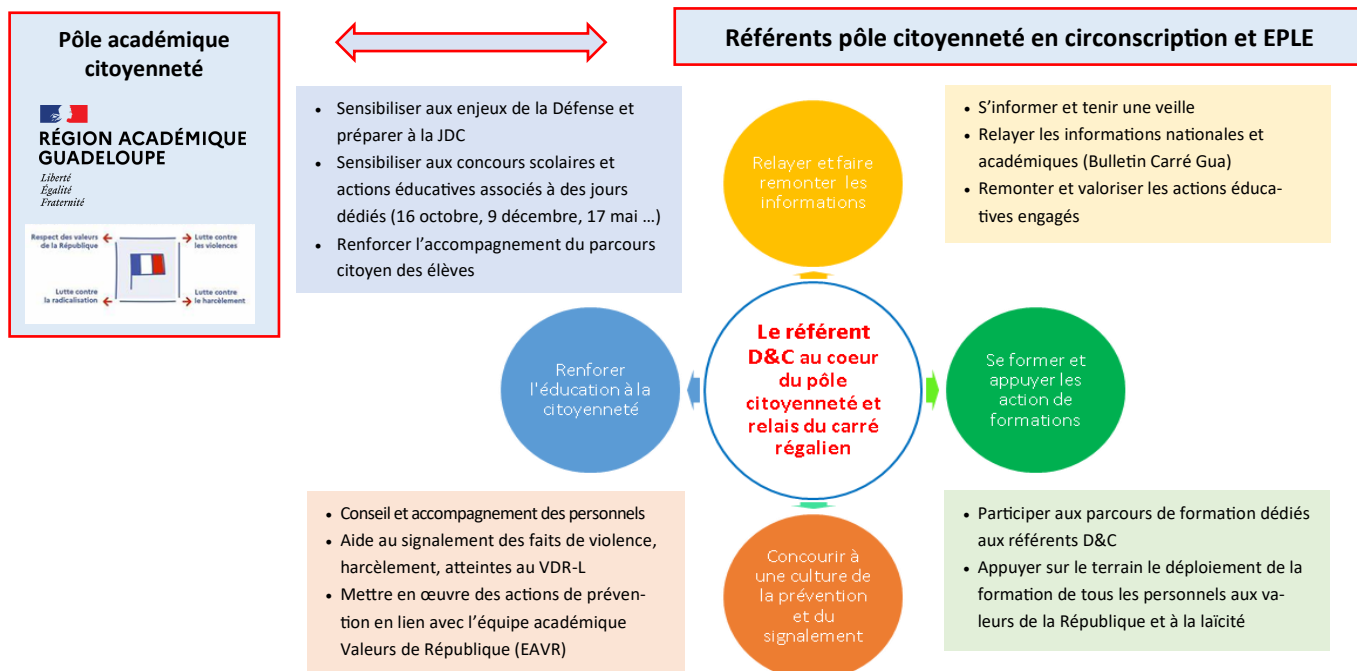 Pôle académique
citoyenneté
RÉGION ACADÉMIQUE
GUADELOUPE
Liberté
Égalité
Fraternité
Respect des valeurs
de la République
Lutte contre
les violences
Lutte contre
la radicalisation
Lutte contre
le harcèlement
Référents pôle citoyenneté en circonscription et EPLE
• Sensibiliser aux enjeux de la Défense et
préparer à la JDC
• Sensibiliser aux concours scolaires et
actions éducatives associés à des jours
dédiés (16 octobre, 9 décembre, 17 mai ...)
• Renforcer l'accompagnement du parcours
citoyen des élèves
Relayer et faire
remonter les
informations
• S'informer et tenir une veille
• Relayer les informations nationales et
académiques (Bulletin Carré Gua)
• Remonter et valoriser les actions éduca-
tives engagés
Renforer
l'éducation à la
citoyenneté
Le référent
D&C au coeur
du pôle
citoyenneté et
relais du carré
régalien
Se former et
appuyer les
action de
formations
• Conseil et accompagnement des personnels
• Aide au signalement des faits de violence,
harcèlement, atteintes au VDR-L
• Mettre en œuvre des actions de préven-
tion en lien avec l'équipe académique
Valeurs de République (EAVR)
Concourir à
une culture de
la prévention
et du
signalement
• Participer aux parcours de formation dédiés
aux référents D&C
• Appuyer sur le terrain le déploiement de la
formation de tous les personnels aux va-
leurs de la République et à la laïcité